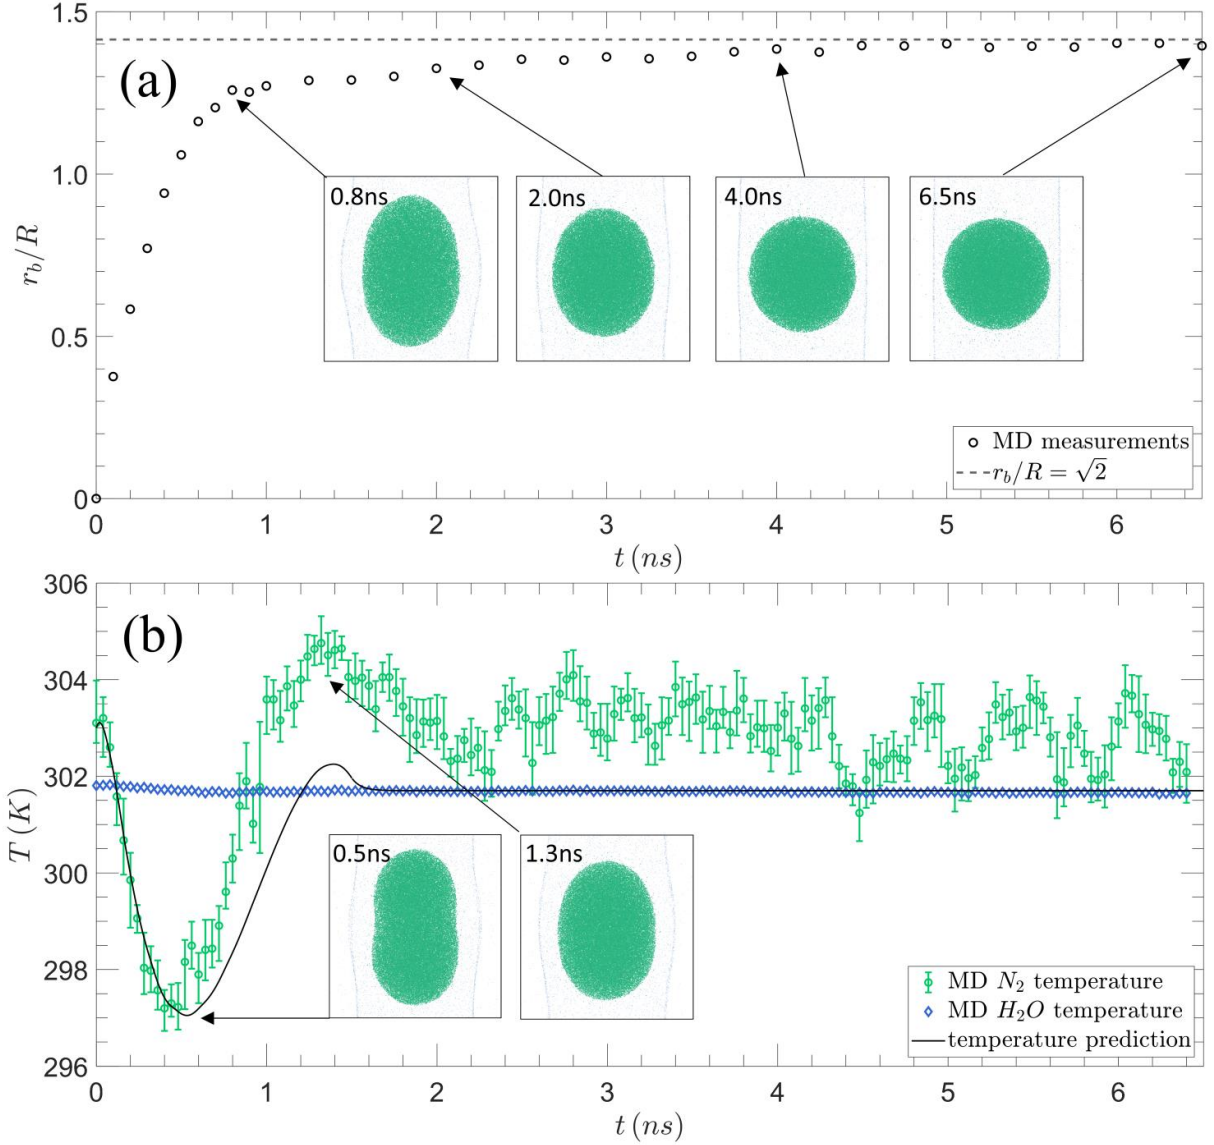 1.5
(a)
1.0
r_b/R
0.8ns
2.0ns
4.0ns
6.5ns
0.5
MD measurements
r_b/R = √2
0
0 1 2 3 4 5 6
t (ns)
306
(b)
304
302
T (K)
0.5ns
1.3ns
300
298
MD N₂ temperature
MD H₂O temperature
temperature prediction
296
0 1 2 3 4 5 6
t (ns)